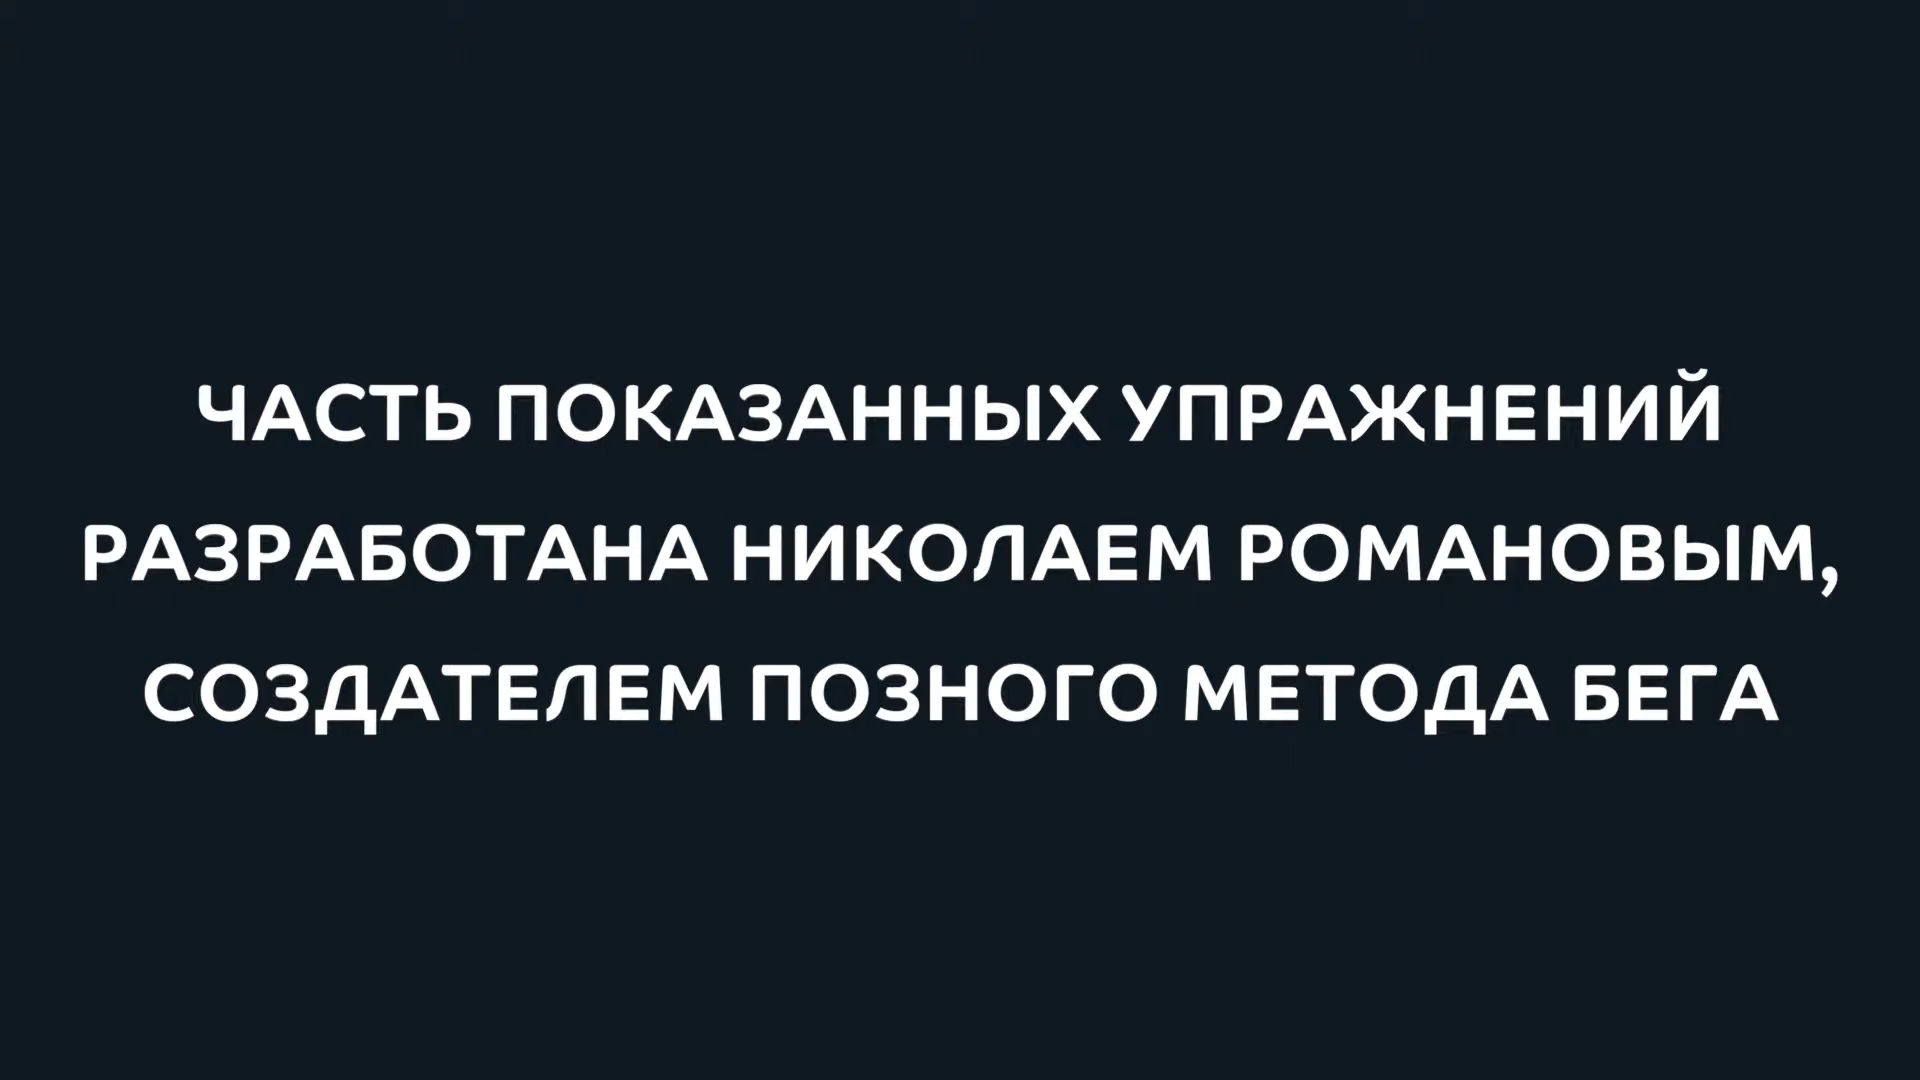 ЧАСТЬ ПОКАЗАННЫХ УПРАЖНЕНИЙ
РАЗРАБОТАНА НИКОЛАЕМ РОМАНОВЫМ,
СОЗДАТЕЛЕМ ПОЗНОГО МЕТОДА БЕГА